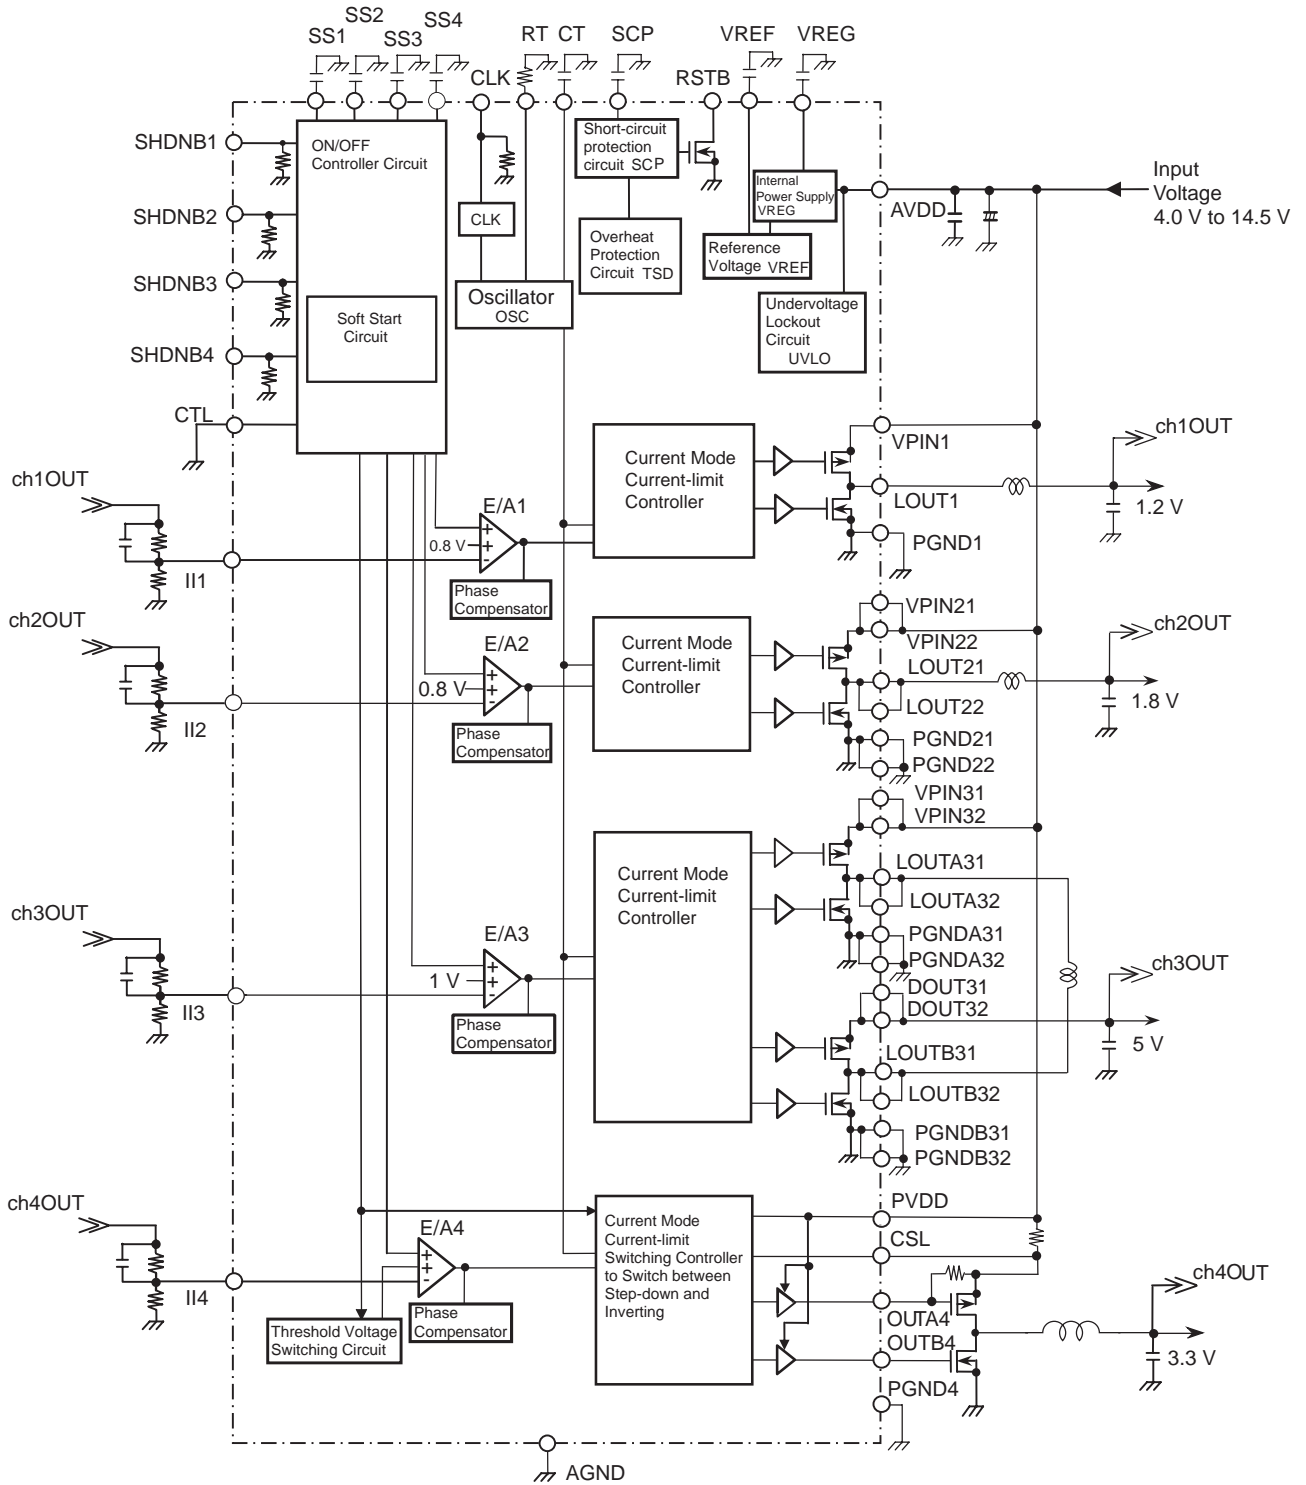 SS1
SS2
SS3
SS4
RT
CT
SCP
VREF
VREG
CLK
RSTB
SHDNB1
SHDNB2
SHDNB3
SHDNB4
CTL
ON/OFF
Controller Circuit
Soft Start
Circuit
CLK
Oscillator
OSC
Short-circuit
protection
circuit SCP
Overheat
Protection
Circuit TSD
Internal
Power Supply
VREG
Reference
Voltage VREF
Undervoltage
Lockout
Circuit
UVLO
AVDD
Input
Voltage
4.0 V to 14.5 V
ch1OUT
II1
E/A1
0.8 V
+
+
-
Phase
Compensator
Current Mode
Current-limit
Controller
VPIN1
LOUT1
PGND1
ch1OUT
1.2 V
ch2OUT
II2
E/A2
0.8 V
+
+
-
Phase
Compensator
Current Mode
Current-limit
Controller
VPIN21
VPIN22
LOUT21
LOUT22
PGND21
PGND22
ch2OUT
1.8 V
ch3OUT
II3
E/A3
1 V
+
+
-
Phase
Compensator
Current Mode
Current-limit
Controller
VPIN31
VPIN32
LOUTA31
LOUTA32
PGNDA31
PGNDA32
DOUT31
DOUT32
LOUTB31
LOUTB32
PGNDB31
PGNDB32
ch3OUT
5 V
ch4OUT
II4
E/A4
+
+
-
Phase
Compensator
Threshold Voltage
Switching Circuit
Current Mode
Current-limit
Switching Controller
to Switch between
Step-down and
Inverting
PVDD
CSL
OUTA4
OUTB4
PGND4
ch4OUT
3.3 V
AGND